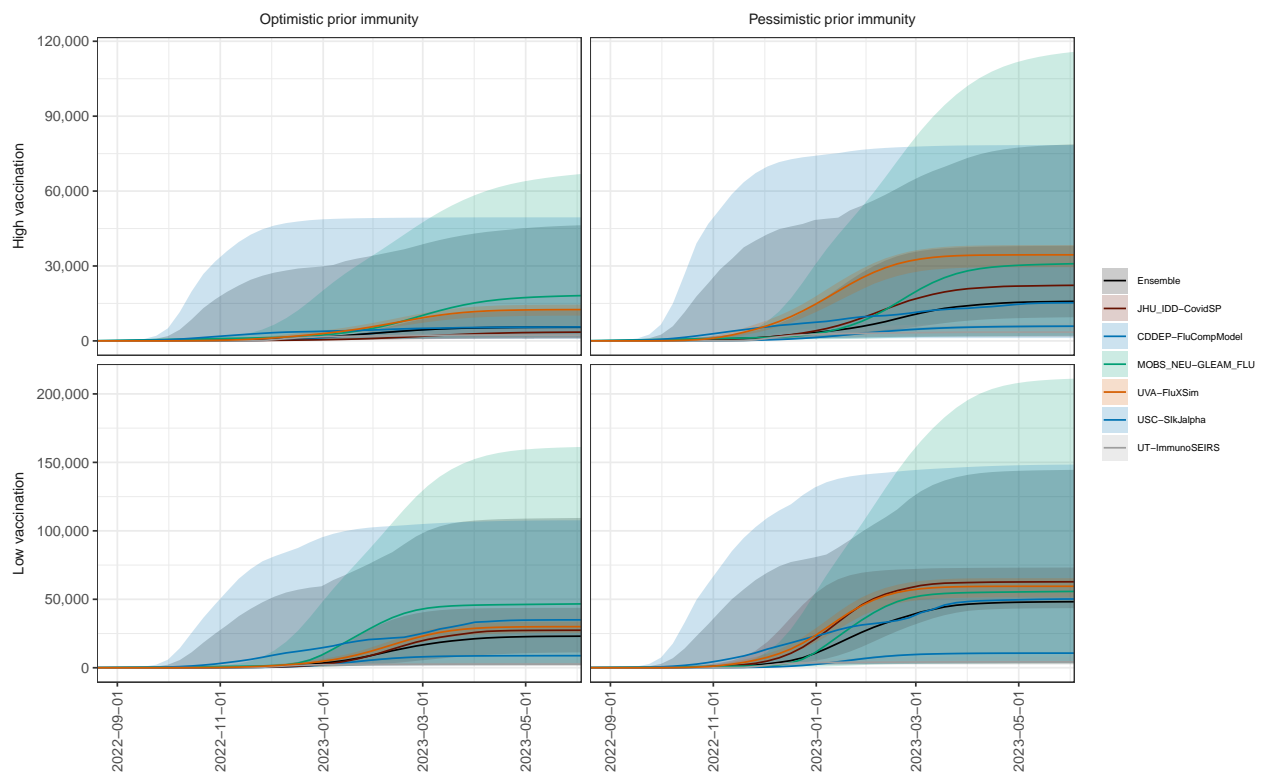 Optimistic prior immunity
Pessimistic prior immunity
120,000
90,000
60,000
30,000
0
High vaccination
200,000
150,000
100,000
50,000
0
Low vaccination
2022−09−01
2022−11−01
2023−01−01
2023−03−01
2023−05−01
2022−09−01
2022−11−01
2023−01−01
2023−03−01
2023−05−01
Ensemble
JHU_IDD−CovidSP
CDDEP−FluCompModel
MOBS_NEU−GLEAM_FLU
UVA−FluXSim
USC−SIkJalpha
UT−ImmunoSEIRS